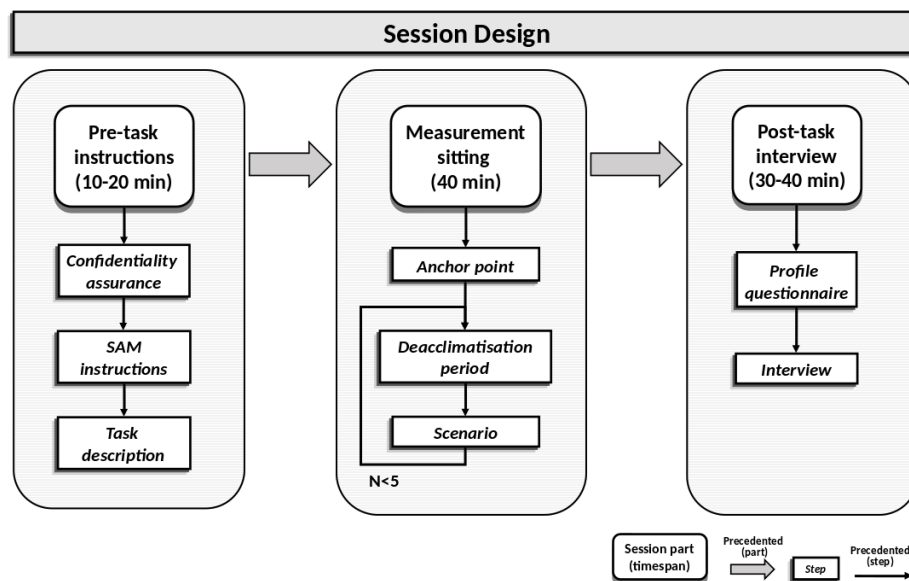 Session Design
Pre-task
instructions
(10-20 min)
Confidentiality
assurance
SAM
instructions
Task
description
Measurement
sitting
(40 min)
Anchor point
Deacclimatisation
period
Scenario
N<5
Post-task
interview
(30-40 min)
Profile
questionnaire
Interview
Session part
(timespan)
Precedented
(part)
Step
Precedented
(step)